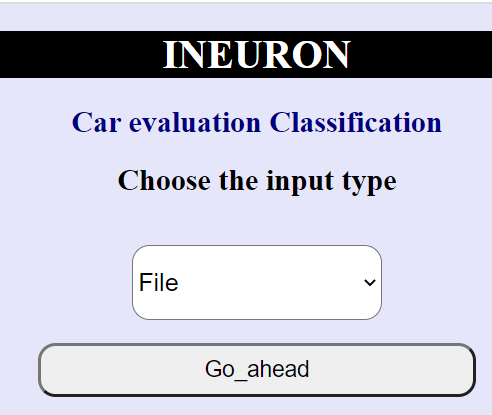 INEURON
Car evaluation Classification
Choose the input type
File
Go_ahead